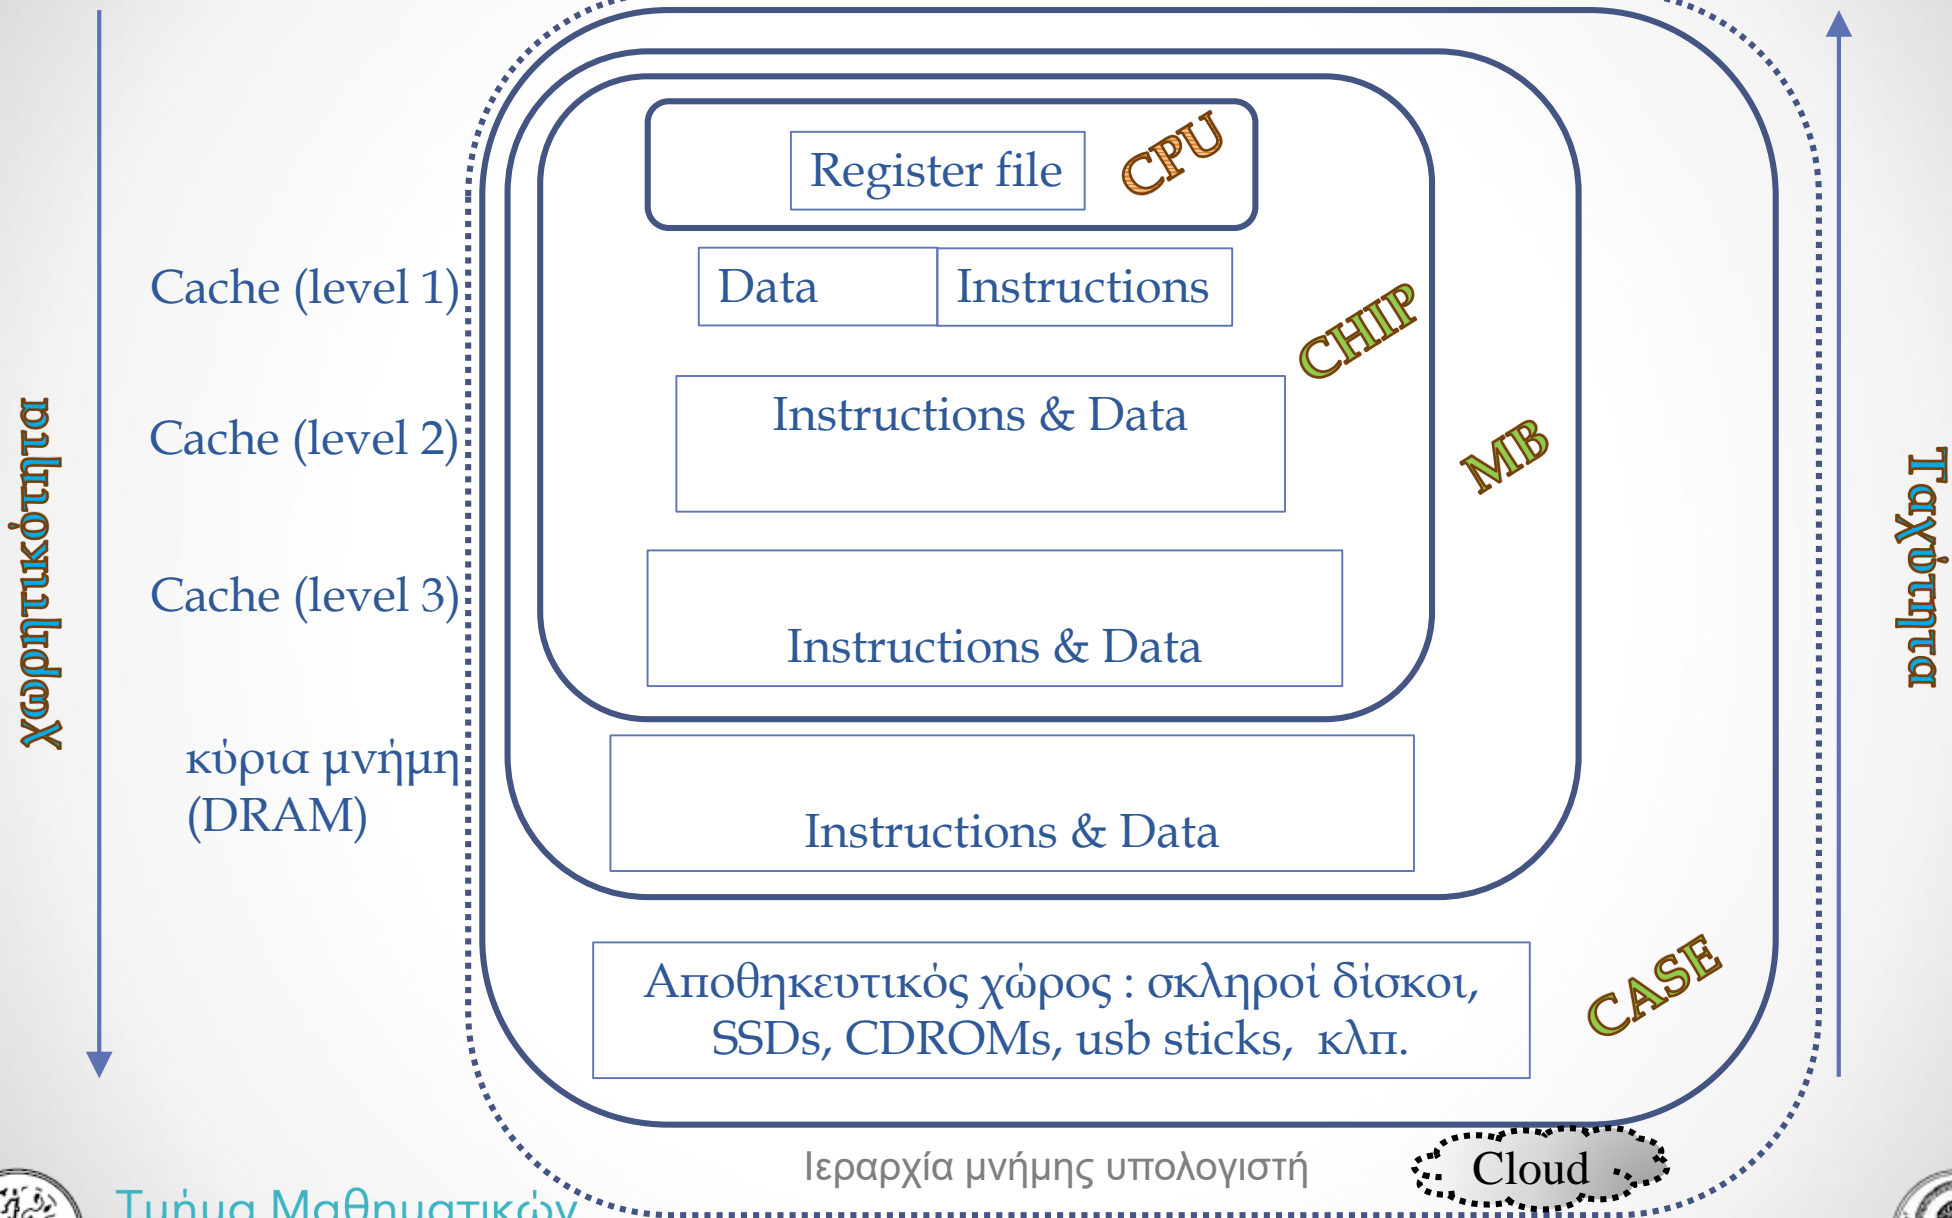 Register file
CPU
Cache (level 1)
Data
Instructions
CHIP
Cache (level 2)
Instructions & Data
MB
Cache (level 3)
Instructions & Data
χωρητικότητα
Ταχύτητα
κύρια μνήμη
(DRAM)
Instructions & Data
Αποθηκευτικός χώρος : σκληροί δίσκοι,
SSDs, CDROMs, usb sticks, κλπ.
CASE
Ιεραρχία μνήμης υπολογιστή
Cloud
Τμήμα Μαθηματικών